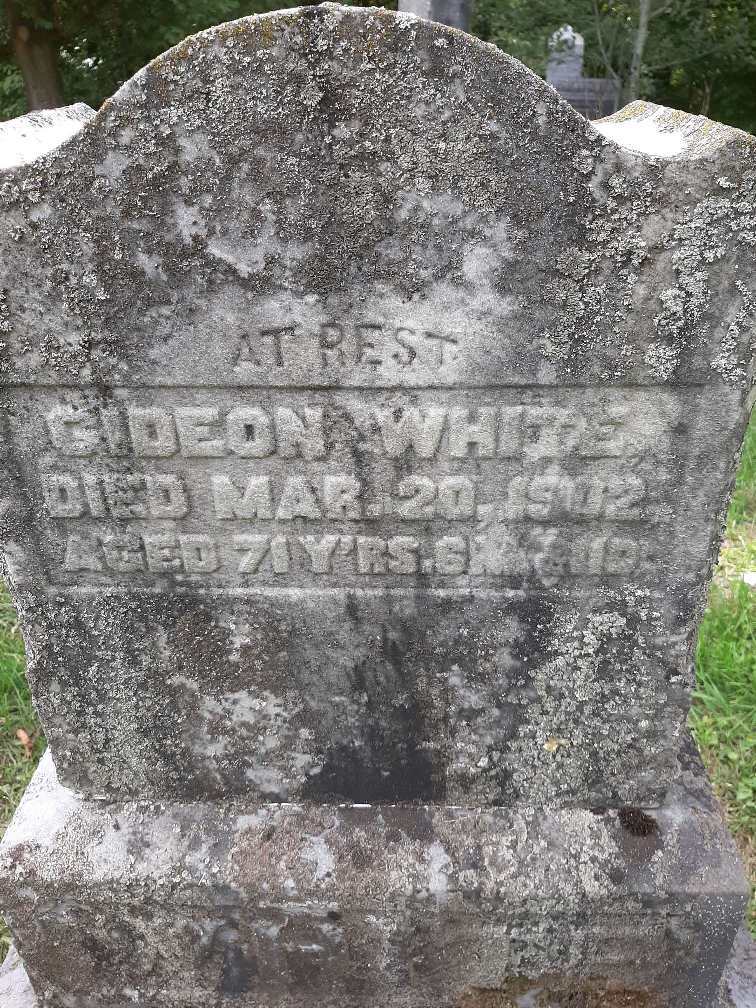 AT REST
GIDEON WHITE,
DIED MAR. 20, 1902.
AGED 71 Y'RS.